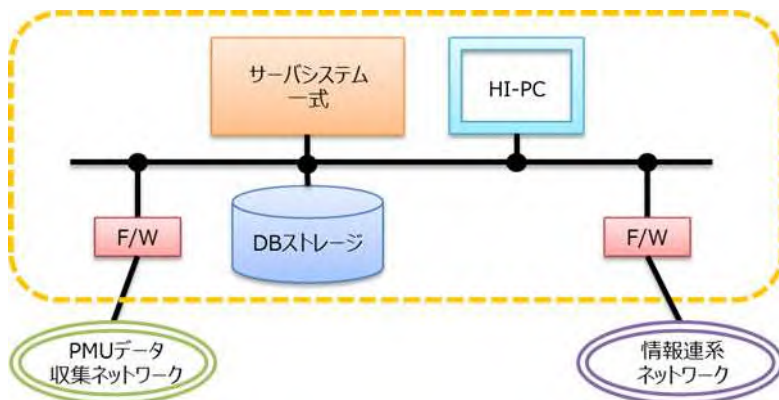 サーバシステム
一式
HI-PC
F/W
DBストレージ
F/W
PMUデータ
収集ネットワーク
情報連系
ネットワーク